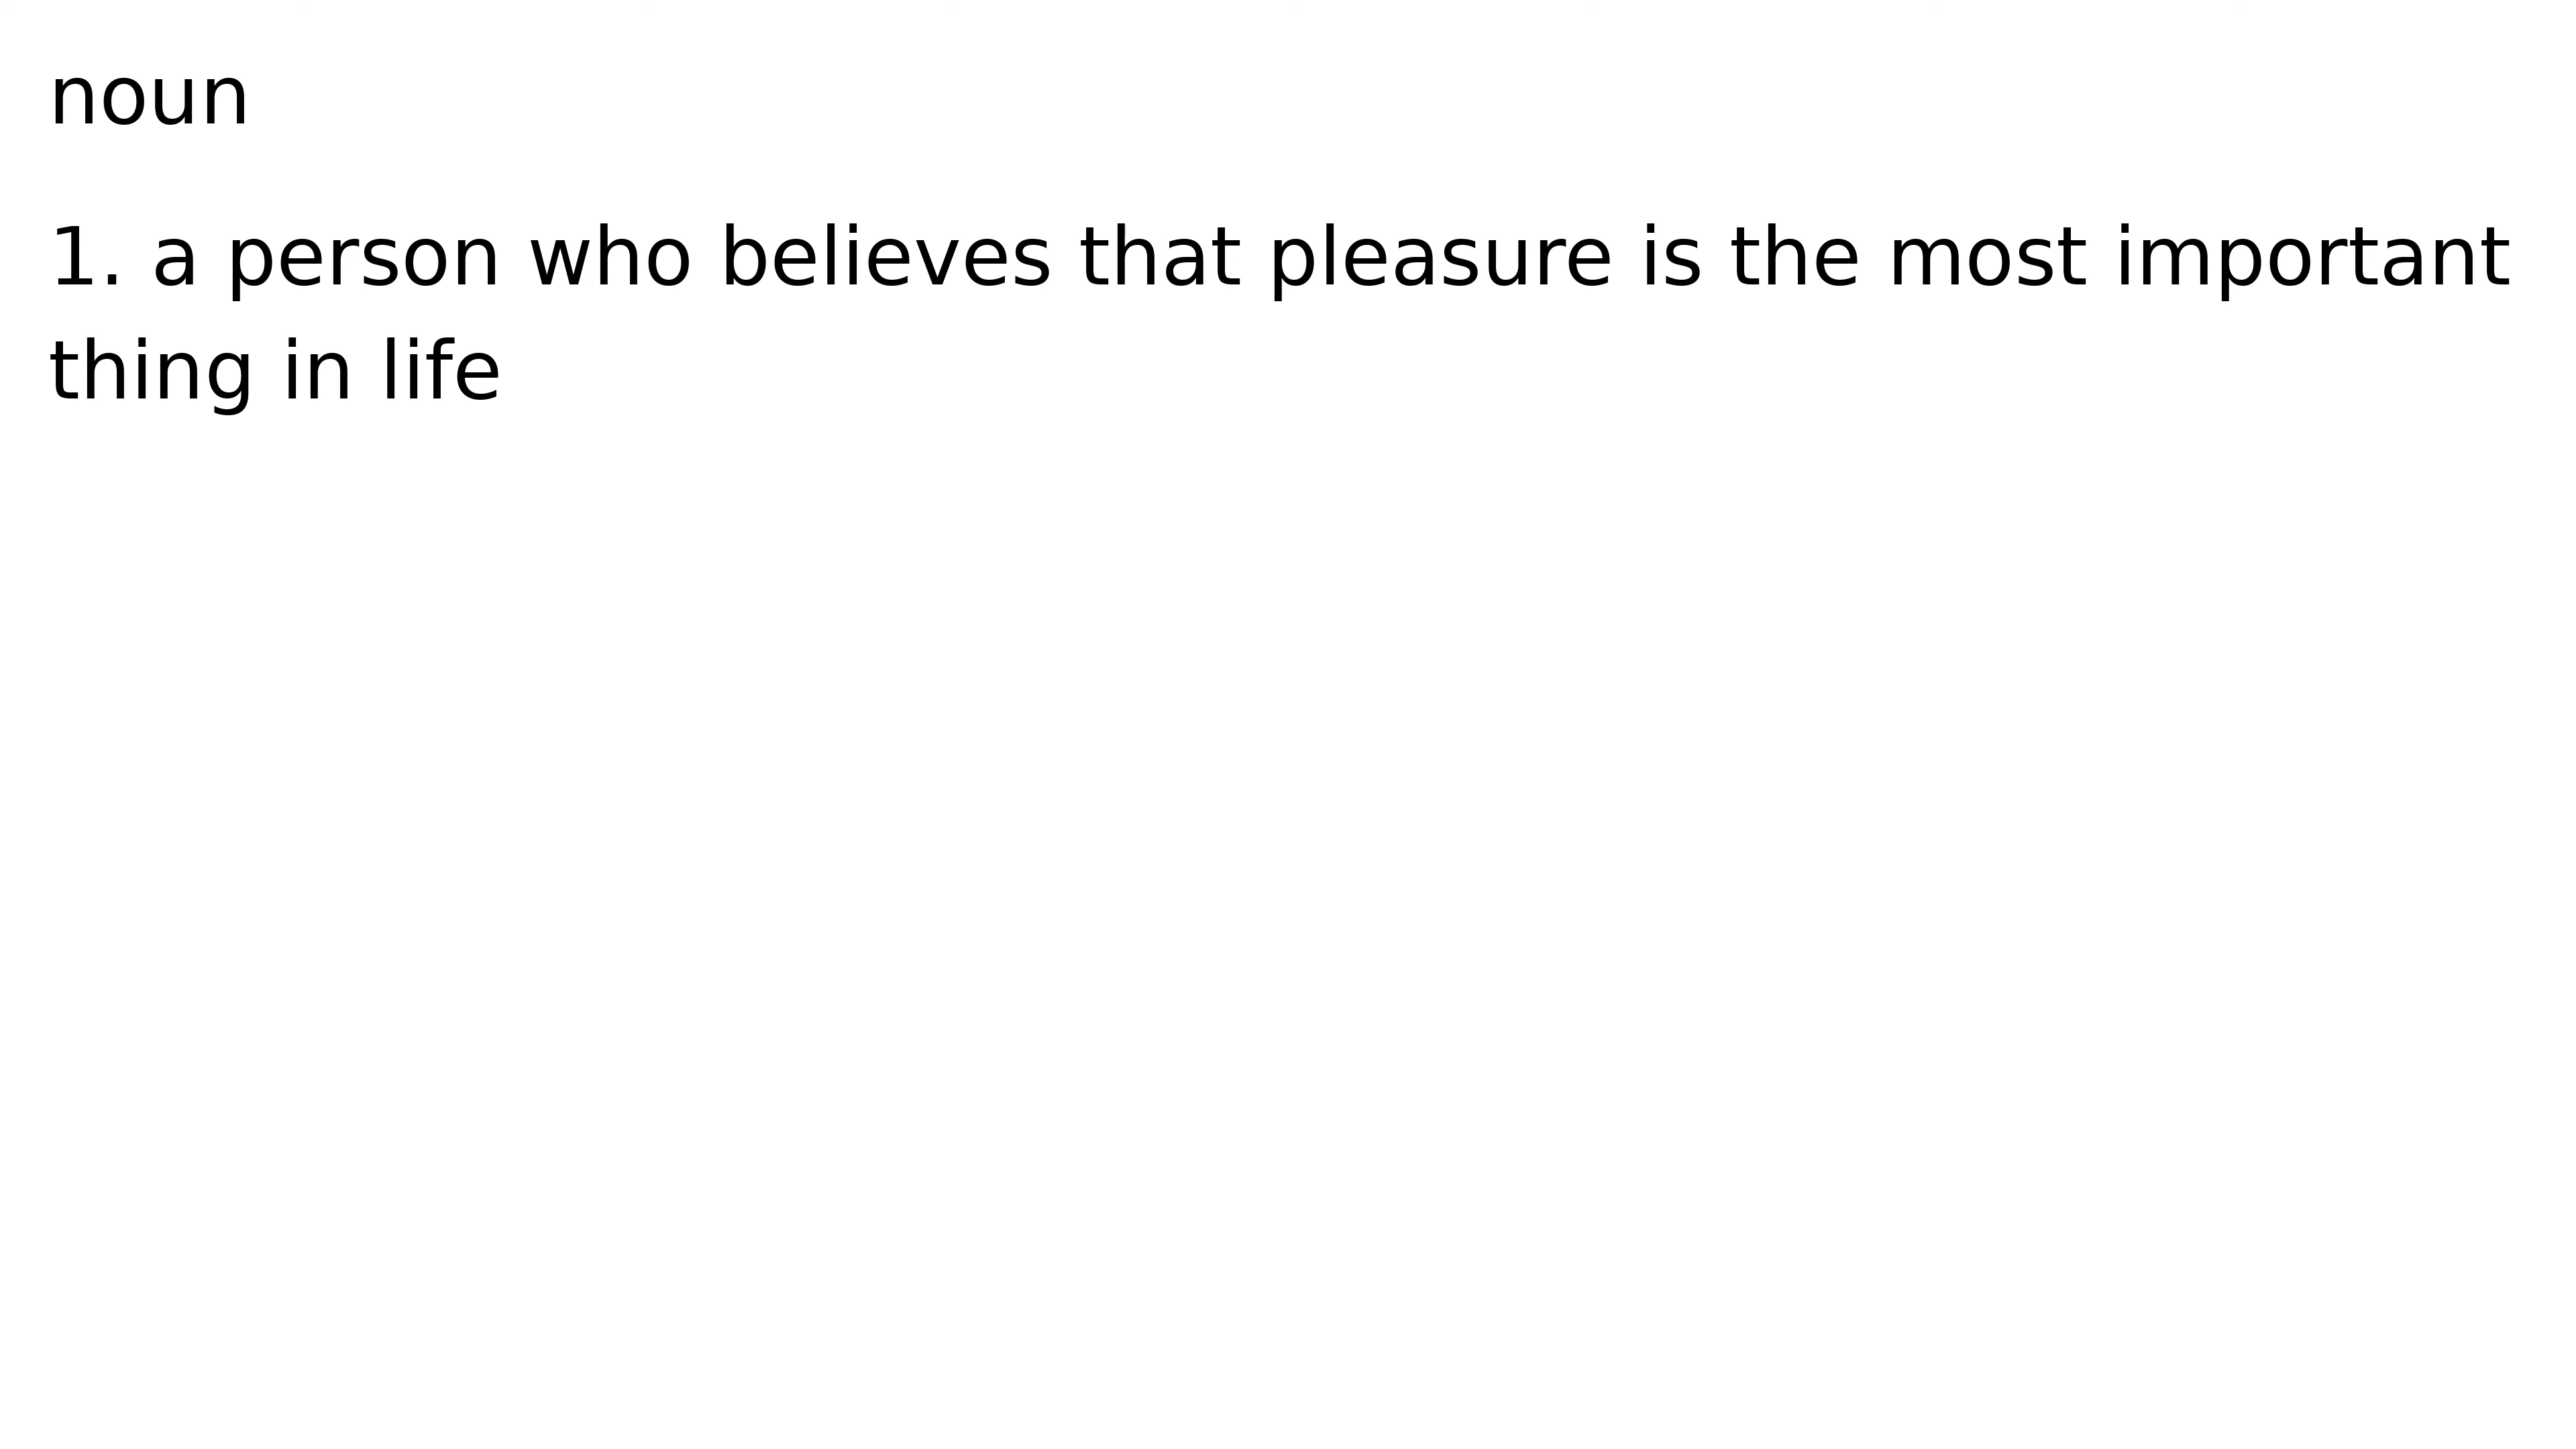 noun
1. a person who believes that pleasure is the most important
thing in life